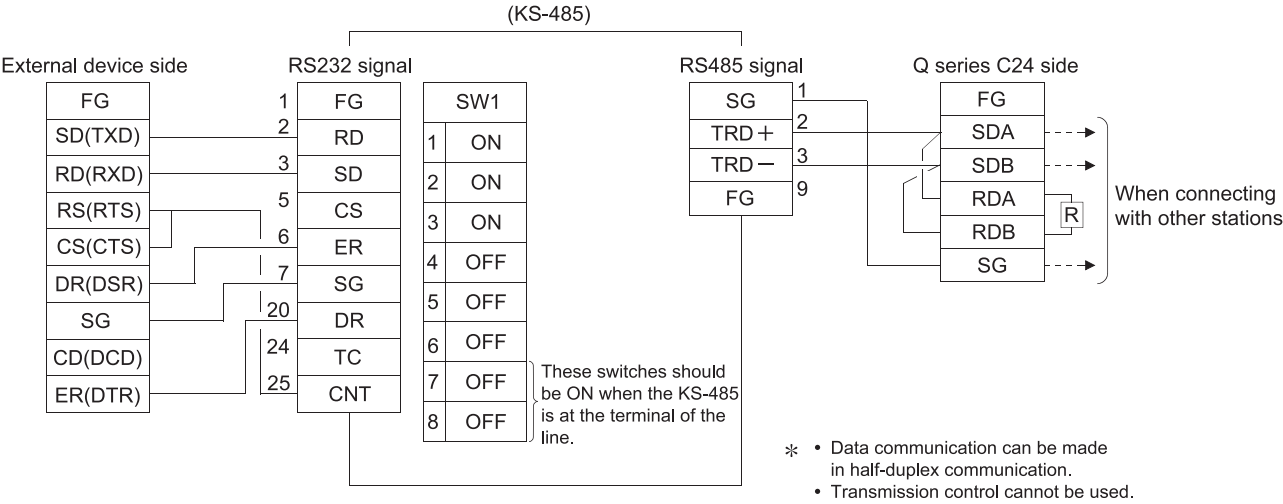 (KS-485)
External device side
FG
SD(TXD)
RD(RXD)
RS(RTS)
CS(CTS)
DR(DSR)
SG
CD(DCD)
ER(DTR)
RS232 signal
1 FG
2 RD
3 SD
5 CS
6 ER
7 SG
20 DR
24 TC
25 CNT
SW1
1 ON
2 ON
3 ON
4 OFF
5 OFF
6 OFF
7 OFF
8 OFF
These switches should
be ON when the KS-485
is at the terminal of the
line.
RS485 signal
SG 1
TRD+ 2
TRD− 3
FG 9
Q series C24 side
FG
SDA
SDB
RDA
RDB
SG
R
When connecting
with other stations
* • Data communication can be made
in half-duplex communication.
• Transmission control cannot be used.